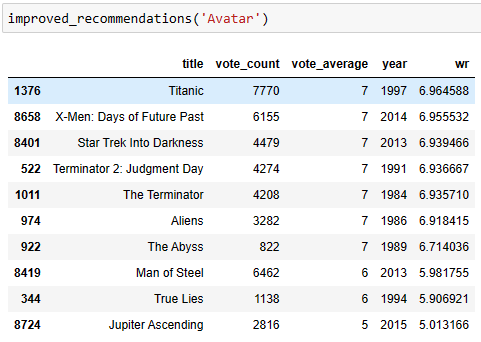 improved_recommendations('Avatar')
title vote_count vote_average year wr
1376 Titanic 7770 7 1997 6.964588
8658 X-Men: Days of Future Past 6155 7 2014 6.955532
8401 Star Trek Into Darkness 4479 7 2013 6.939466
522 Terminator 2: Judgment Day 4274 7 1991 6.936667
1011 The Terminator 4208 7 1984 6.935710
974 Aliens 3282 7 1986 6.918415
922 The Abyss 822 7 1989 6.714036
8419 Man of Steel 6462 6 2013 5.981755
344 True Lies 1138 6 1994 5.906921
8724 Jupiter Ascending 2816 5 2015 5.013166